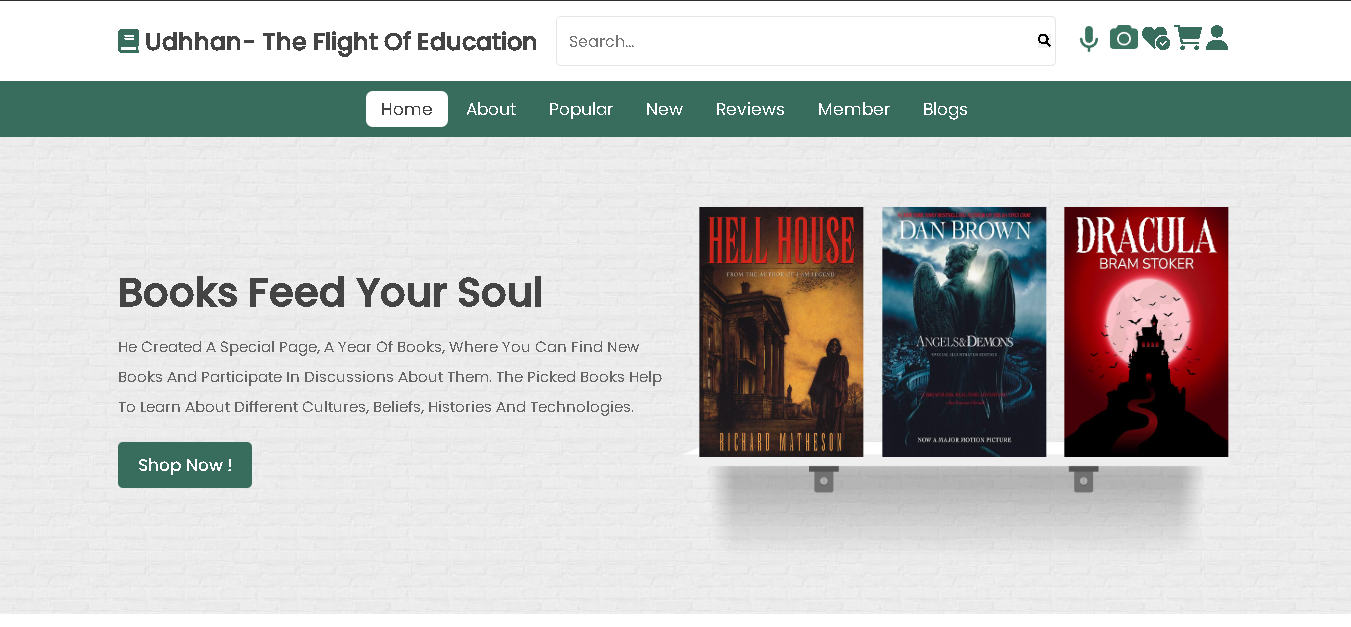 Udhhan- The Flight Of Education
Search...
Home About Popular New Reviews Member Blogs
Books Feed Your Soul
He Created A Special Page, A Year Of Books, Where You Can Find New
Books And Participate In Discussions About Them. The Picked Books Help
To Learn About Different Cultures, Beliefs, Histories And Technologies.
Shop Now !
HELL HOUSE
FROM THE AUTHOR OF I AM LEGEND
RICHARD MATHESON
DAN BROWN
ANGELS & DEMONS
SPECIAL ILLUSTRATED EDITION
NOW A MAJOR MOTION PICTURE
DRACULA
BRAM STOKER